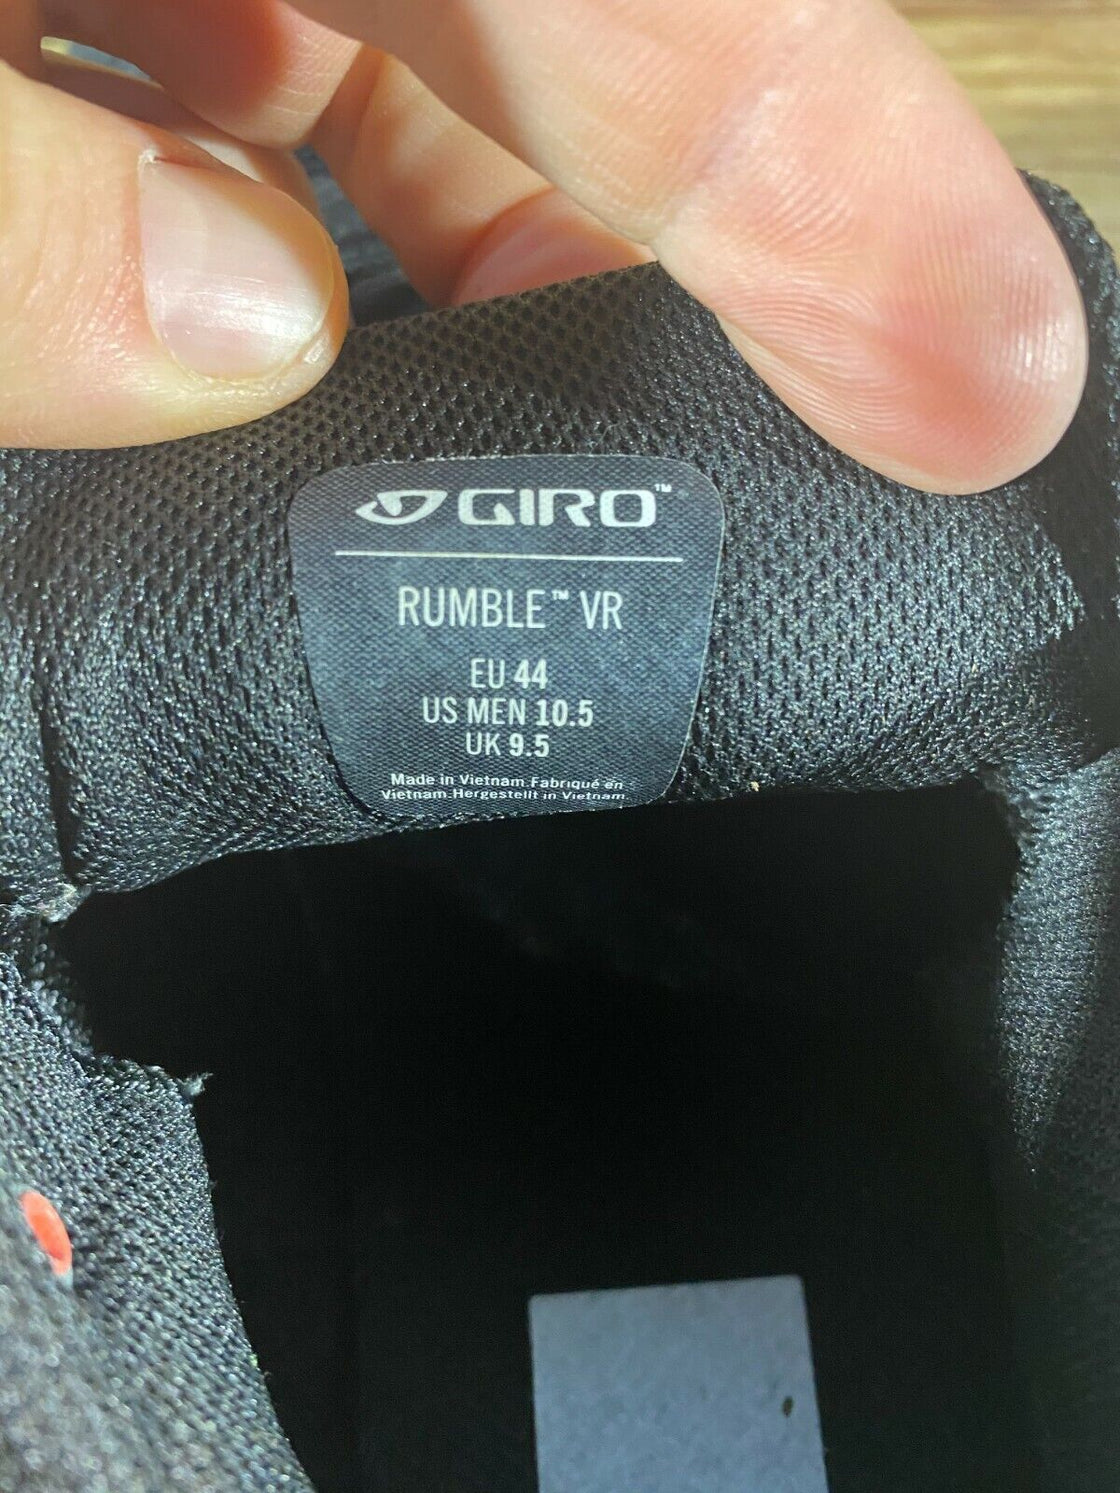 GIRO™
RUMBLE™ VR
EU 44
US MEN 10.5
UK 9.5
Made in Vietnam Fabriqué en
Vietnam Hergestellt in Vietnam